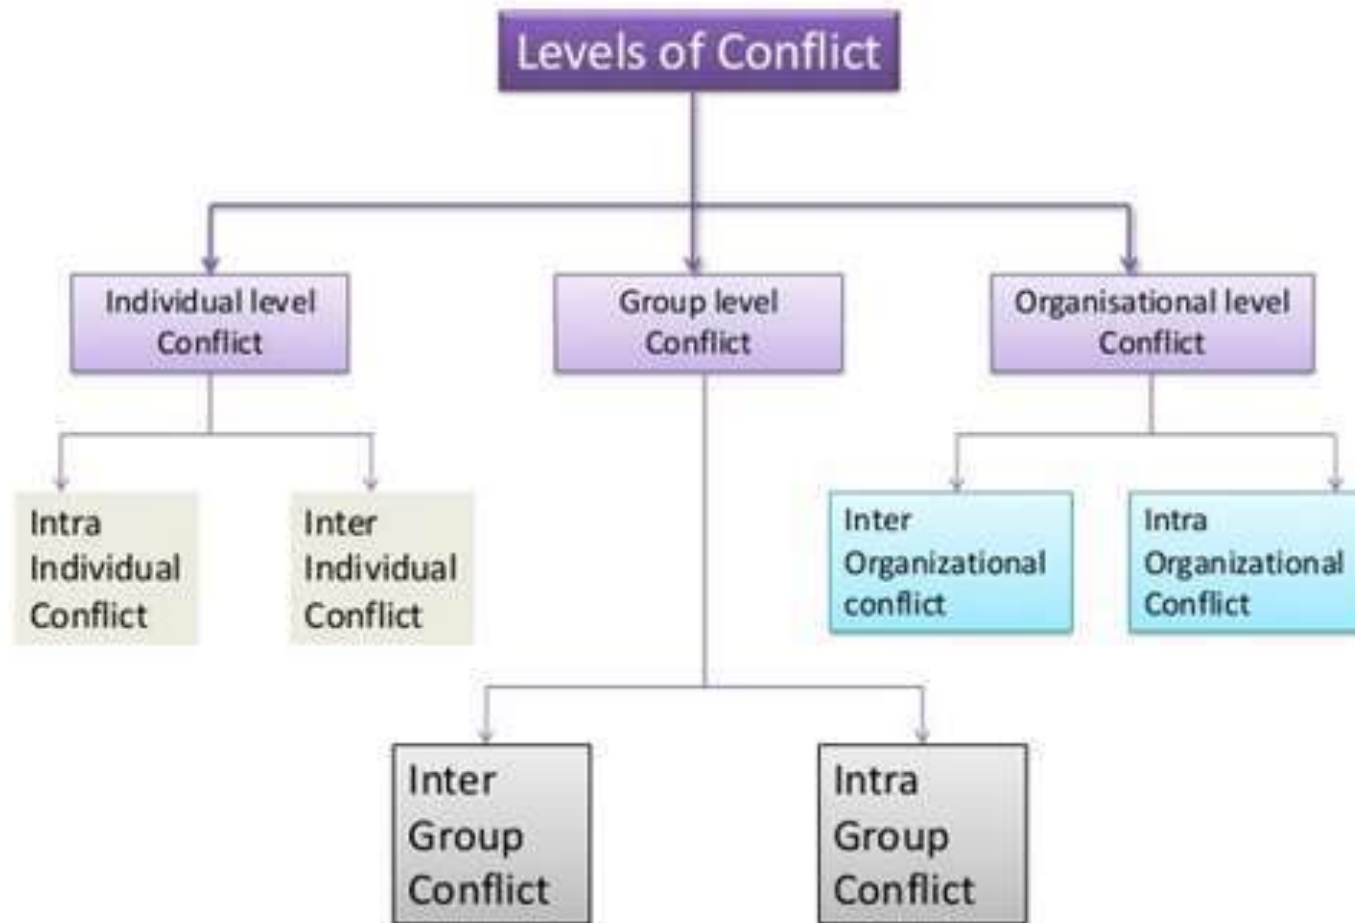 Levels of Conflict
Individual level
Conflict
Group level
Conflict
Organisational level
Conflict
Intra
Individual
Conflict
Inter
Individual
Conflict
Inter
Organizational
conflict
Intra
Organizational
Conflict
Inter
Group
Conflict
Intra
Group
Conflict